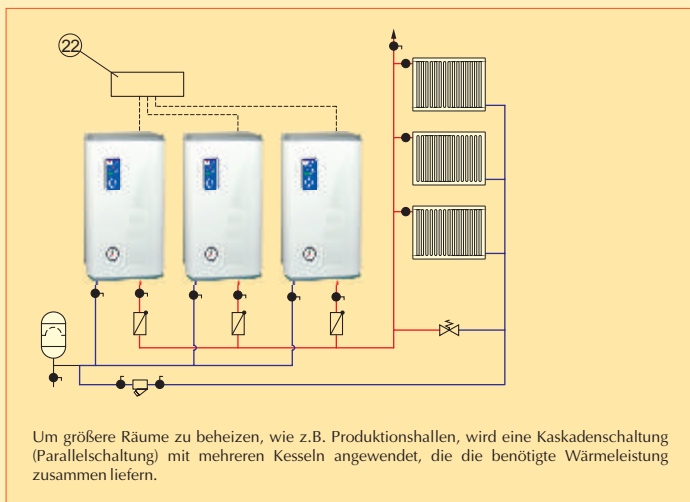 22
Um größere Räume zu beheizen, wie z.B. Produktionshallen, wird eine Kaskadenschaltung
(Parallelschaltung) mit mehreren Kesseln angewendet, die die benötigte Wärmeleistung
zusammen liefern.